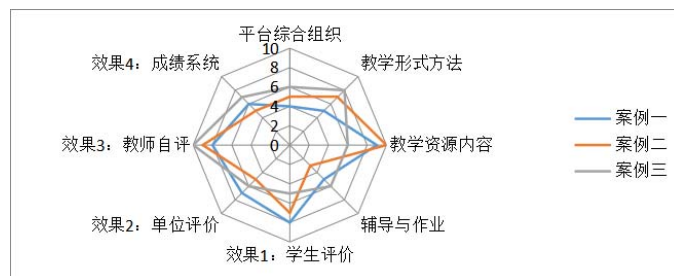 平台综合组织
10
效果4：成绩系统
8
教学形式方法
6
4
2
案例一
效果3：教师自评
0
教学资源内容
案例二
案例三
效果2：单位评价
辅导与作业
效果1：学生评价